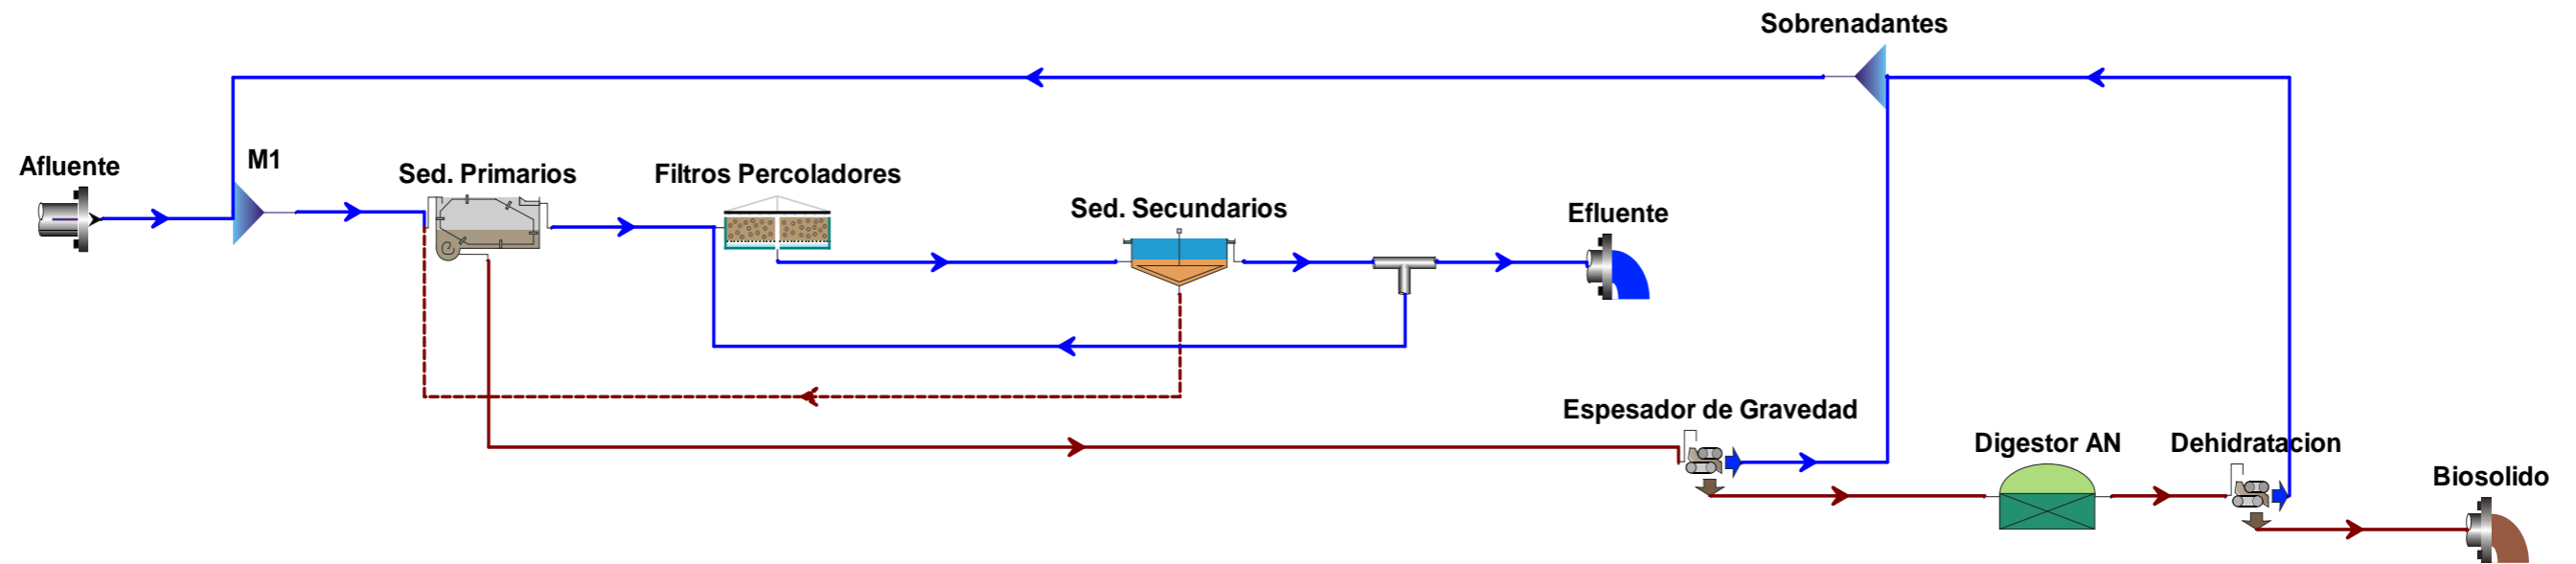 Sobrenadantes
M1
Afluente
Sed. Primarios
Filtros Percoladores
Sed. Secundarios
Efluente
Espesador de Gravedad
Digestor AN
Dehidratacion
Biosolido